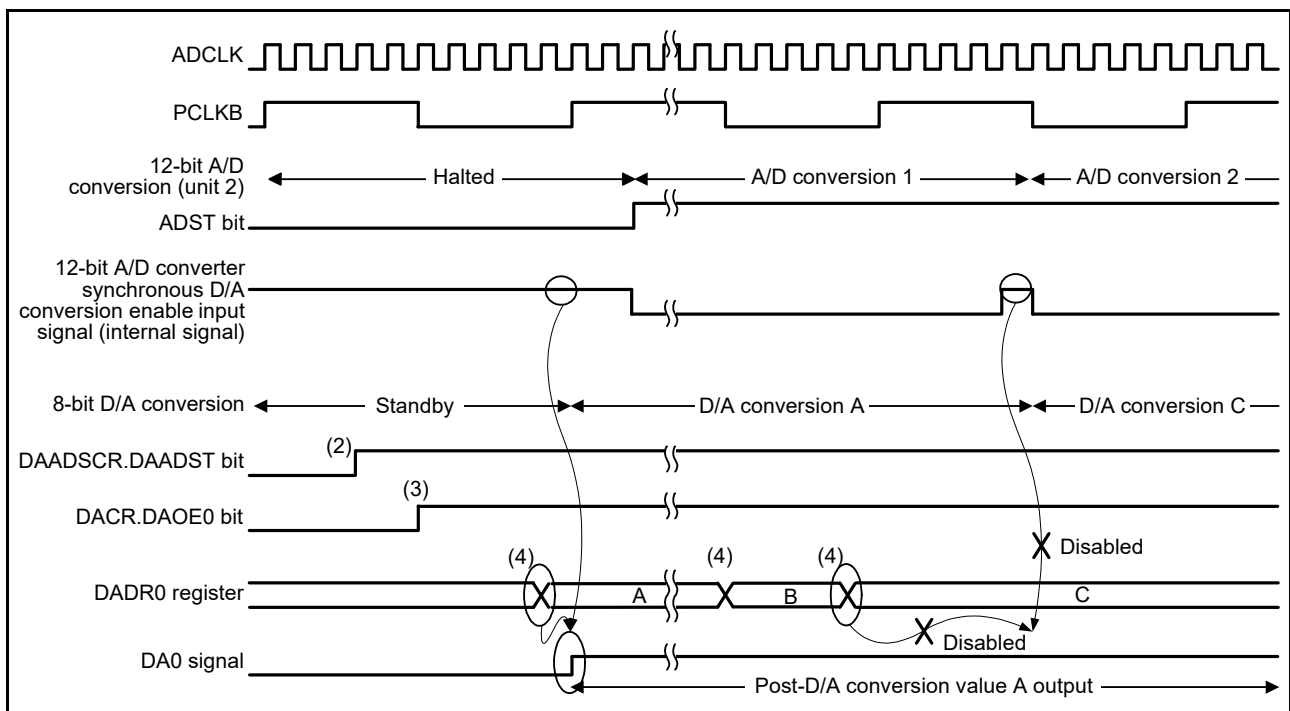 ADCLK
PCLKB
12-bit A/D
conversion (unit 2)
Halted
A/D conversion 1
A/D conversion 2
ADST bit
12-bit A/D converter
synchronous D/A
conversion enable input
signal (internal signal)
8-bit D/A conversion
Standby
D/A conversion A
D/A conversion C
DAADSCR.DAADST bit
(2)
DACR.DAOE0 bit
(3)
Disabled
(4)
(4)
(4)
DADR0 register
A
B
C
Disabled
DA0 signal
Post-D/A conversion value A output